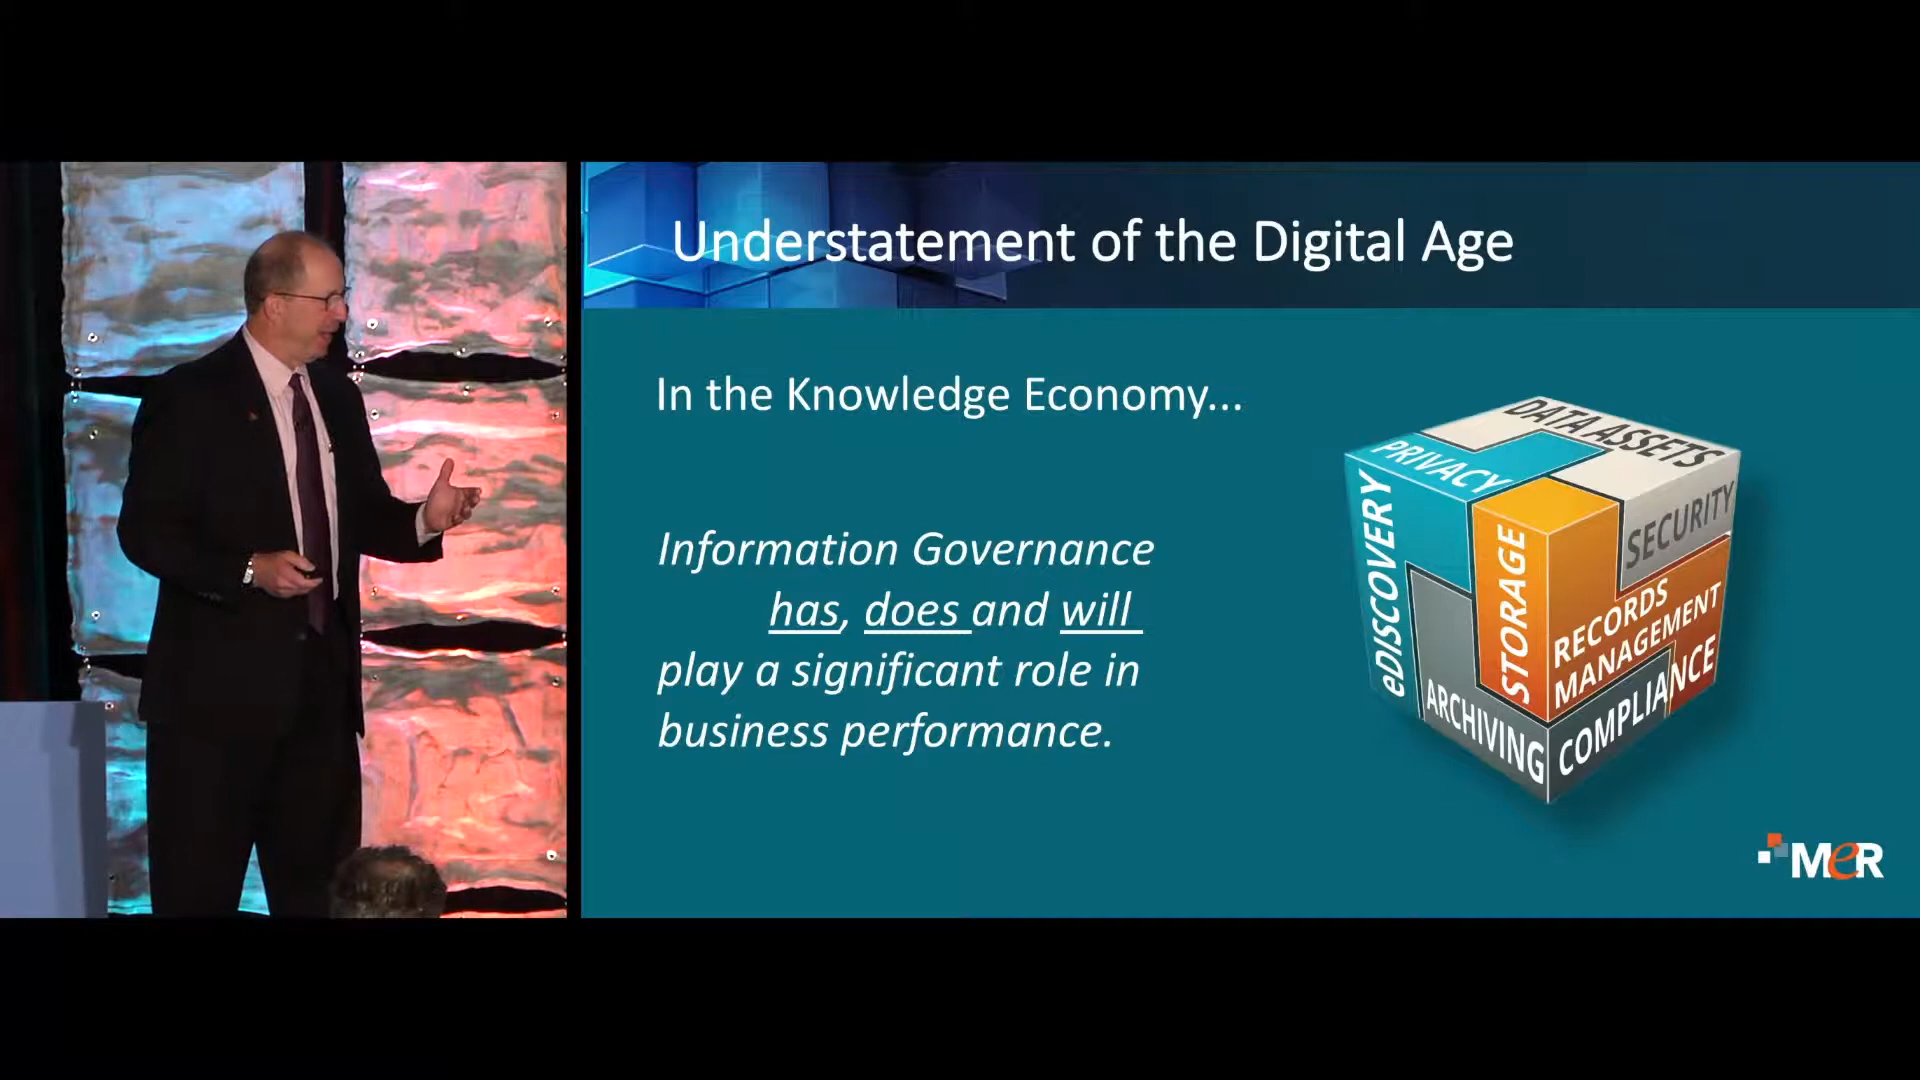 Understatement of the Digital Age
In the Knowledge Economy...
Information Governance
has, does and will
play a significant role in
business performance.
DATA ASSETS
PRIVACY
eDISCOVERY
STORAGE
SECURITY
RECORDS
MANAGEMENT
ARCHIVING
COMPLIANCE
MeR